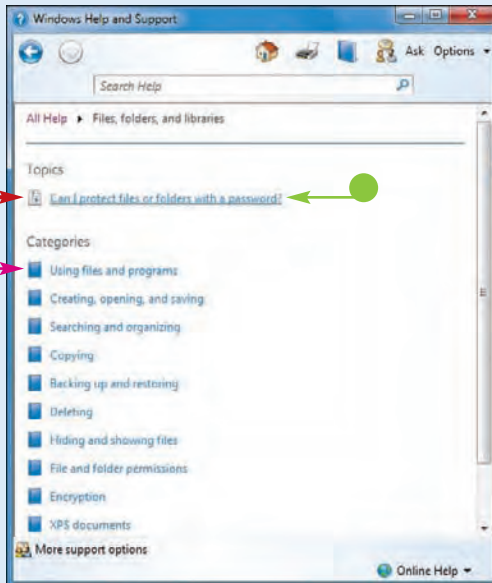 Windows Help and Support
Ask Options
Search Help
All Help ▸ Files, folders, and libraries
Topics
Can I protect files or folders with a password?
Categories
Using files and programs
Creating, opening, and saving
Searching and organizing
Copying
Backing up and restoring
Deleting
Hiding and showing files
File and folder permissions
Encryption
XPS documents
More support options
Online Help